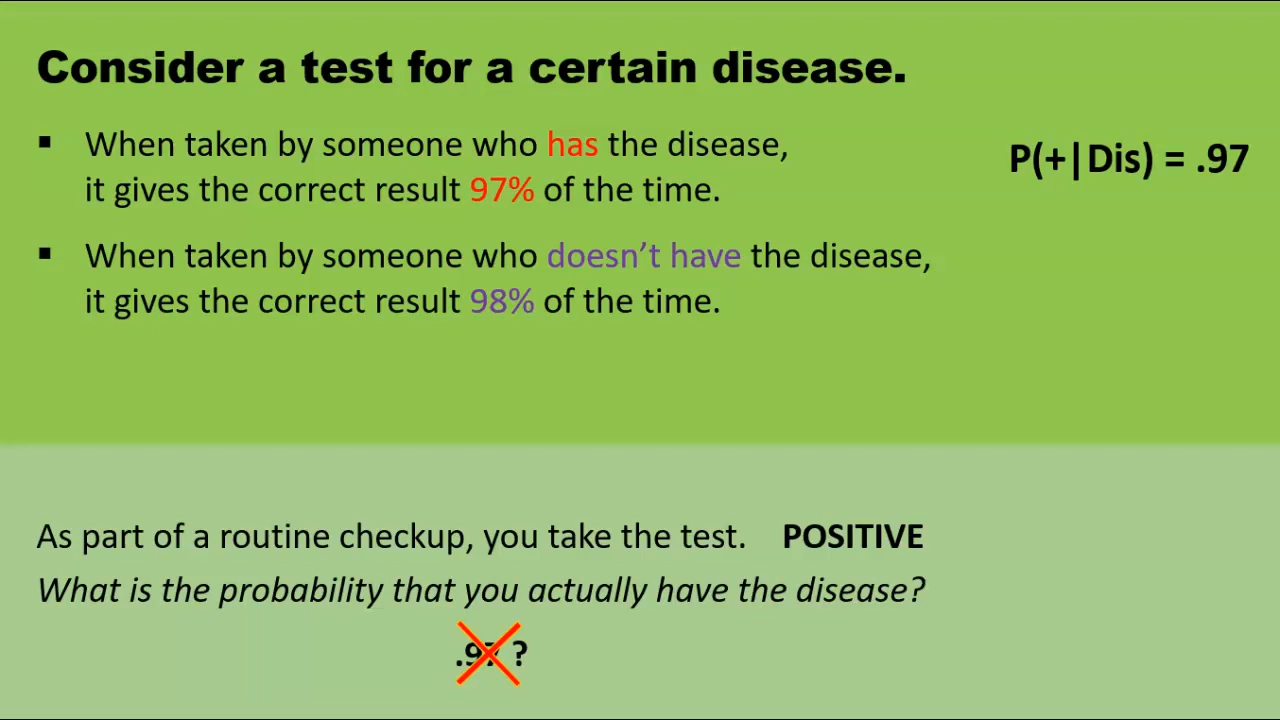 Consider a test for a certain disease.
▪ When taken by someone who has the disease,
it gives the correct result 97% of the time.
P(+|Dis) = .97
▪ When taken by someone who doesn’t have the disease,
it gives the correct result 98% of the time.
As part of a routine checkup, you take the test. POSITIVE
What is the probability that you actually have the disease?
.97 ?